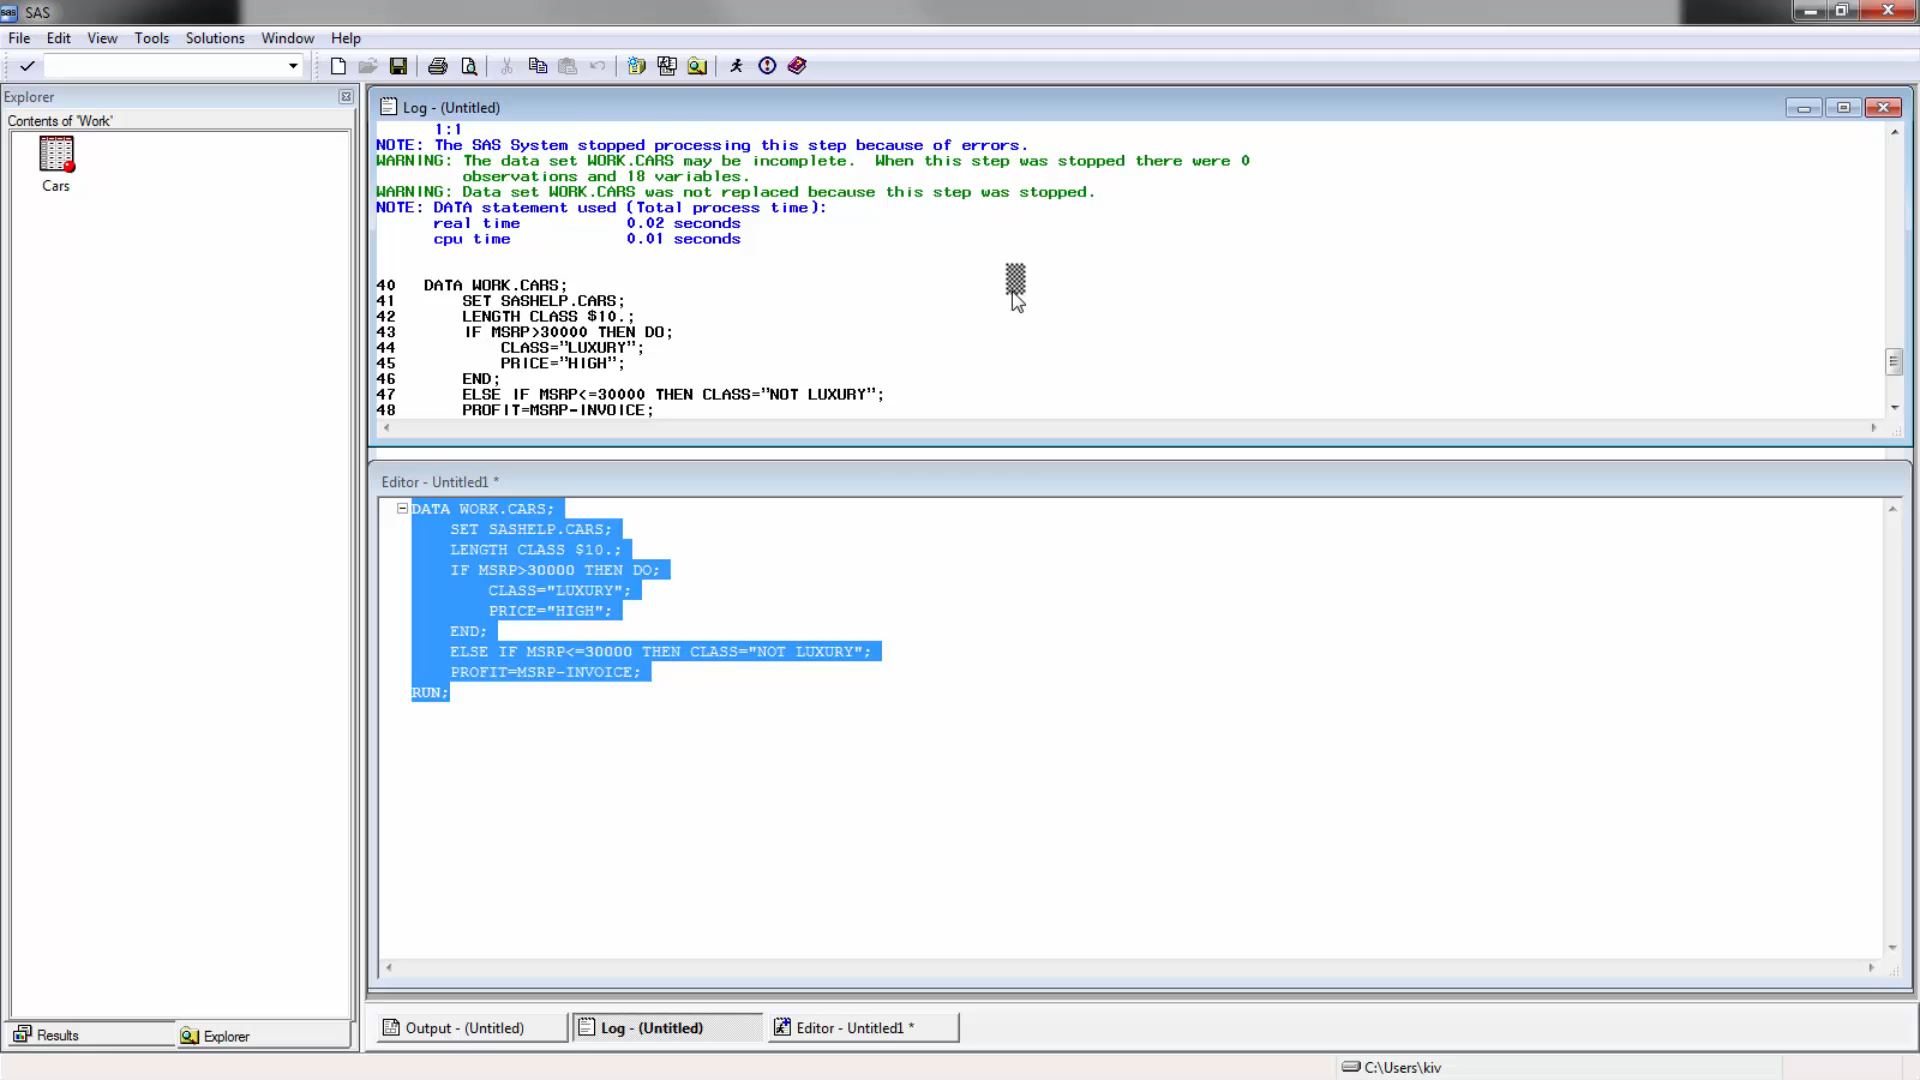 sas SAS
File Edit View Tools Solutions Window Help
Explorer
Contents of 'Work'
Cars
Log - (Untitled)
1:1
NOTE: The SAS System stopped processing this step because of errors.
WARNING: The data set WORK.CARS may be incomplete.  When this step was stopped there were 0
observations and 18 variables.
WARNING: Data set WORK.CARS was not replaced because this step was stopped.
NOTE: DATA statement used (Total process time):
real time           0.02 seconds
cpu time            0.01 seconds
40   DATA WORK.CARS;
41       SET SASHELP.CARS;
42       LENGTH CLASS $10.;
43       IF MSRP>30000 THEN DO;
44           CLASS="LUXURY";
45           PRICE="HIGH";
46       END;
47       ELSE IF MSRP<=30000 THEN CLASS="NOT LUXURY";
48       PROFIT=MSRP-INVOICE;
Editor - Untitled1 *
DATA WORK.CARS;
SET SASHELP.CARS;
LENGTH CLASS $10.;
IF MSRP>30000 THEN DO;
CLASS="LUXURY";
PRICE="HIGH";
END;
ELSE IF MSRP<=30000 THEN CLASS="NOT LUXURY";
PROFIT=MSRP-INVOICE;
RUN;
Results
Explorer
Output - (Untitled)
Log - (Untitled)
Editor - Untitled1 *
C:\Users\kiv